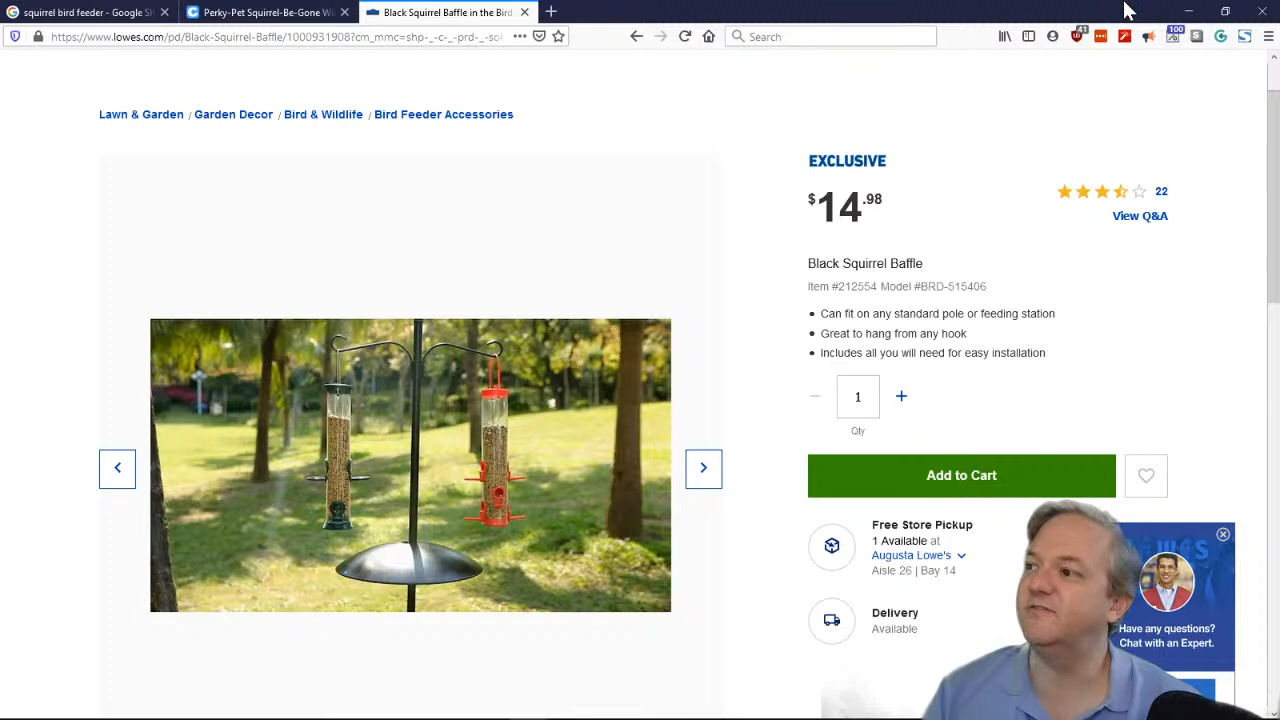 squirrel bird feeder - Google Sh
Perky-Pet Squirrel-Be-Gone W
Black Squirrel Baffle in the Bird
https://www.lowes.com/pd/Black-Squirrel-Baffle/1000931908?cm_mmc=shp-_-c-_-prd-_-sol
Search
41
100
Lawn & Garden / Garden Decor / Bird & Wildlife / Bird Feeder Accessories
EXCLUSIVE
$14.98
22
View Q&A
Black Squirrel Baffle
Item #212554 Model #BRD-515406
Can fit on any standard pole or feeding station
Great to hang from any hook
Includes all you will need for easy installation
1
Qty
Add to Cart
Free Store Pickup
1 Available at
Augusta Lowe's
Aisle 26 | Bay 14
Delivery
Available
Have any questions?
Chat with an Expert.